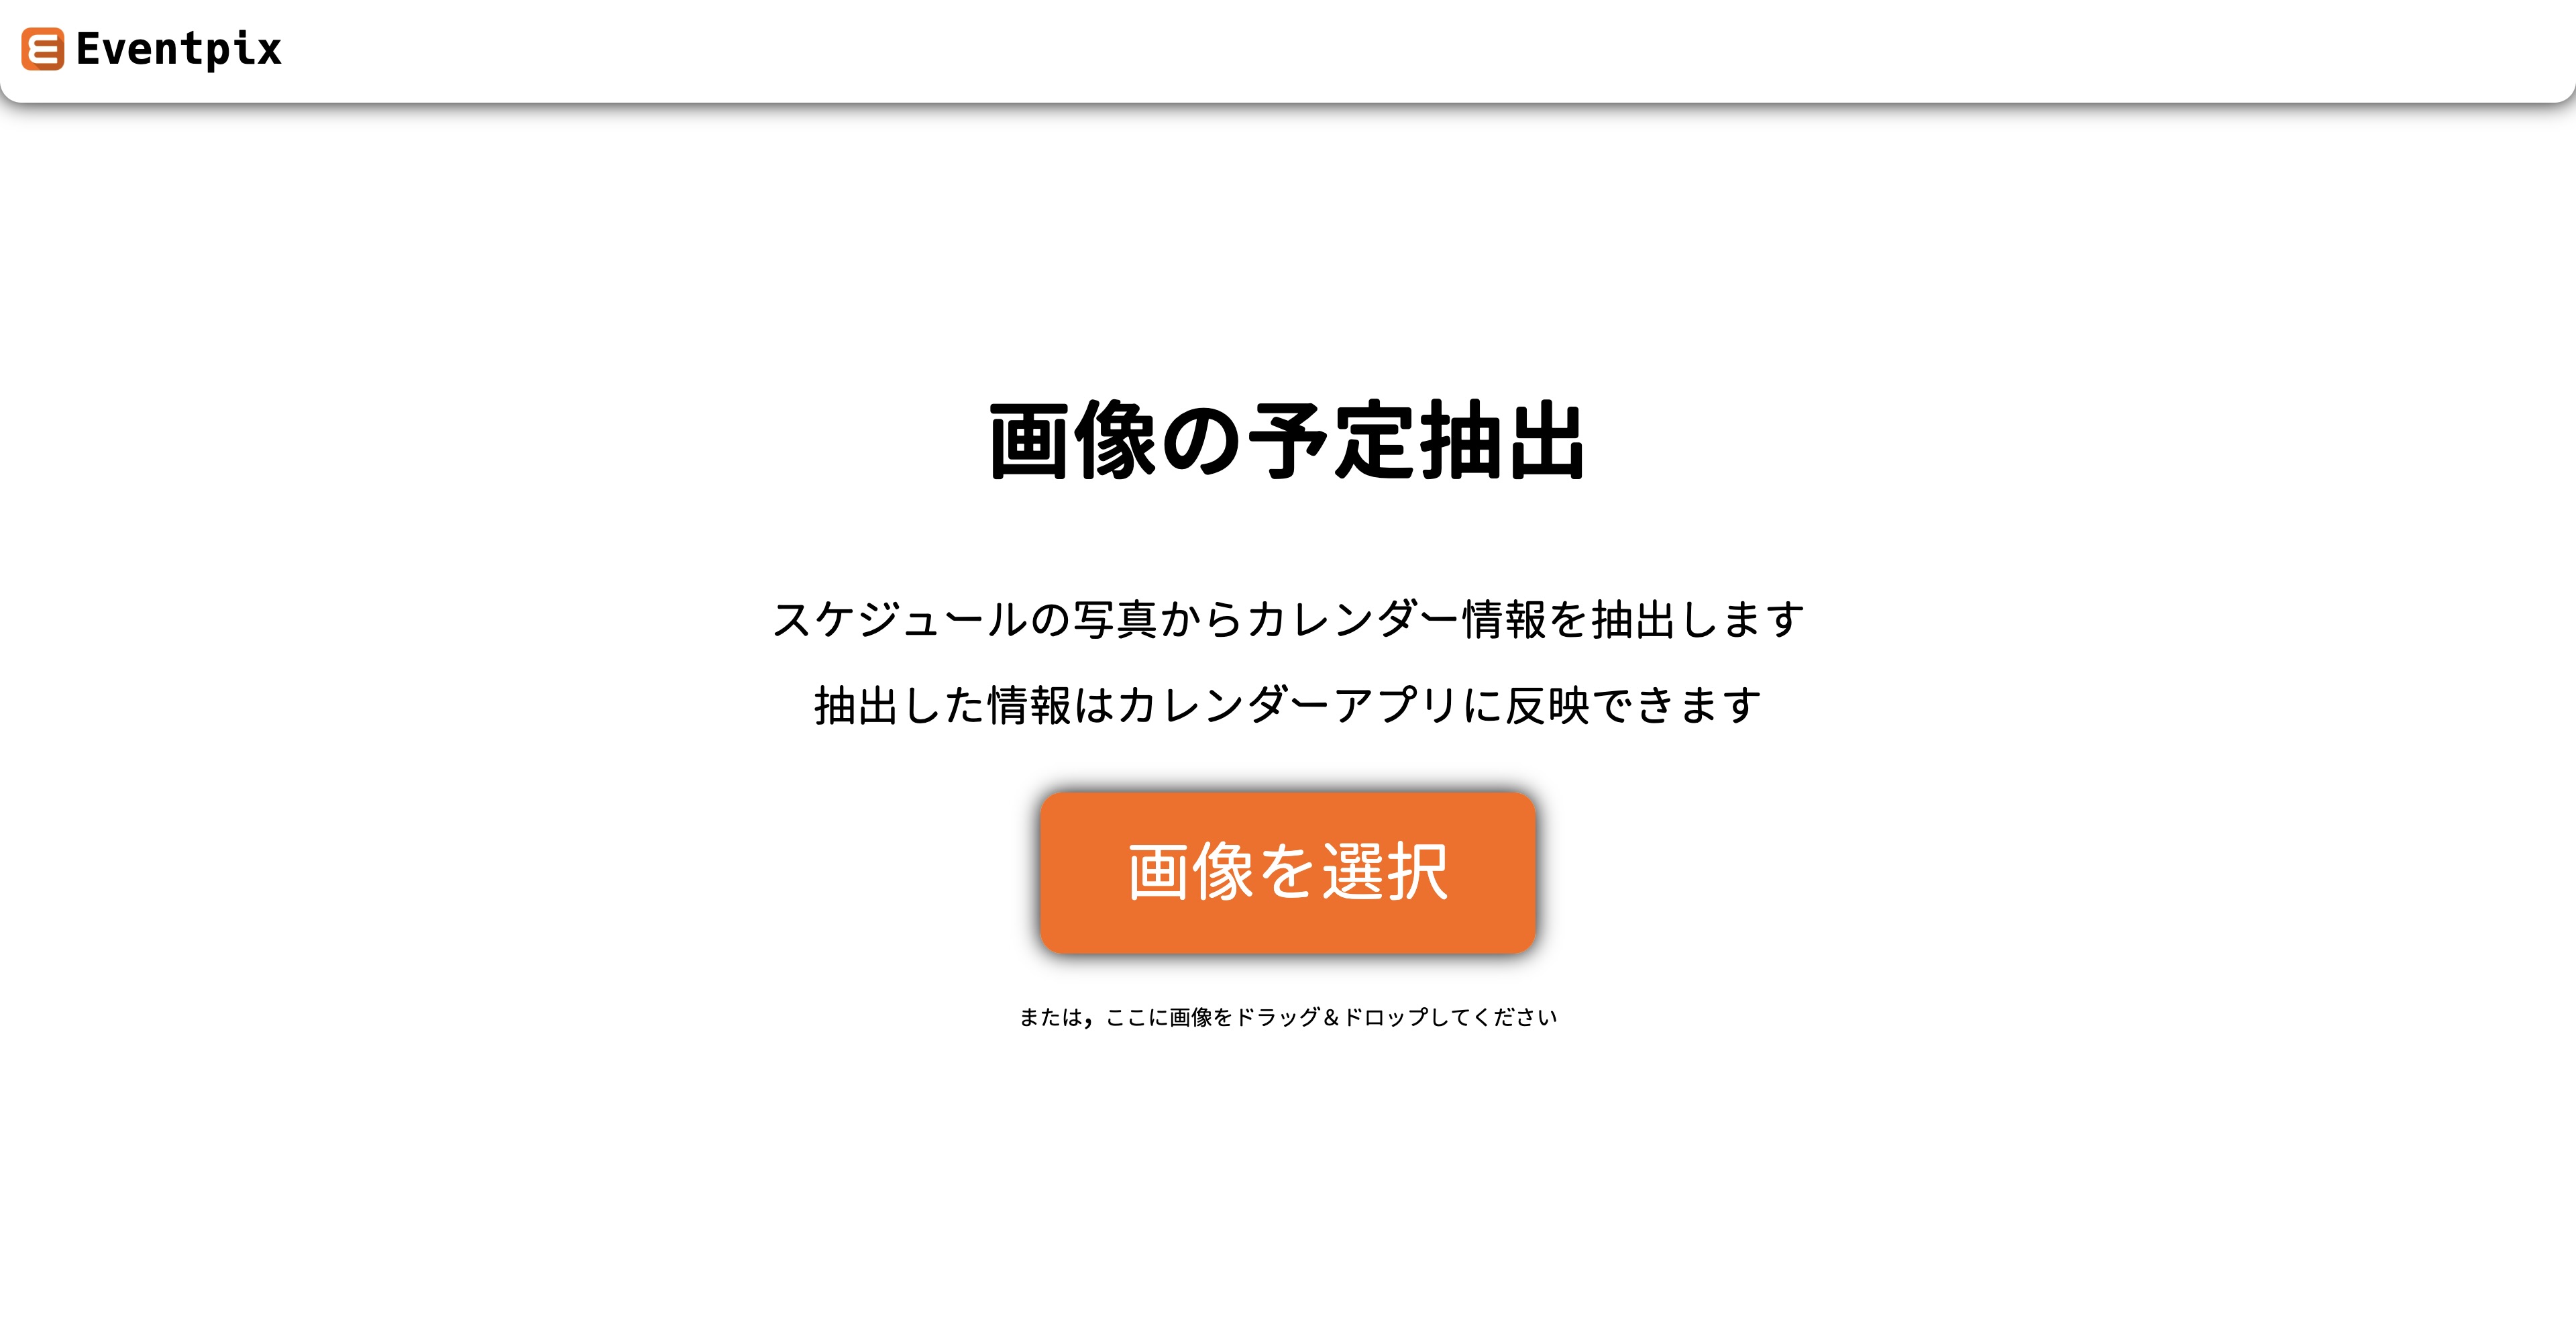 Eventpix
画像の予定抽出
スケジュールの写真からカレンダー情報を抽出します
抽出した情報はカレンダーアプリに反映できます
画像を選択
または，ここに画像をドラッグ＆ドロップしてください